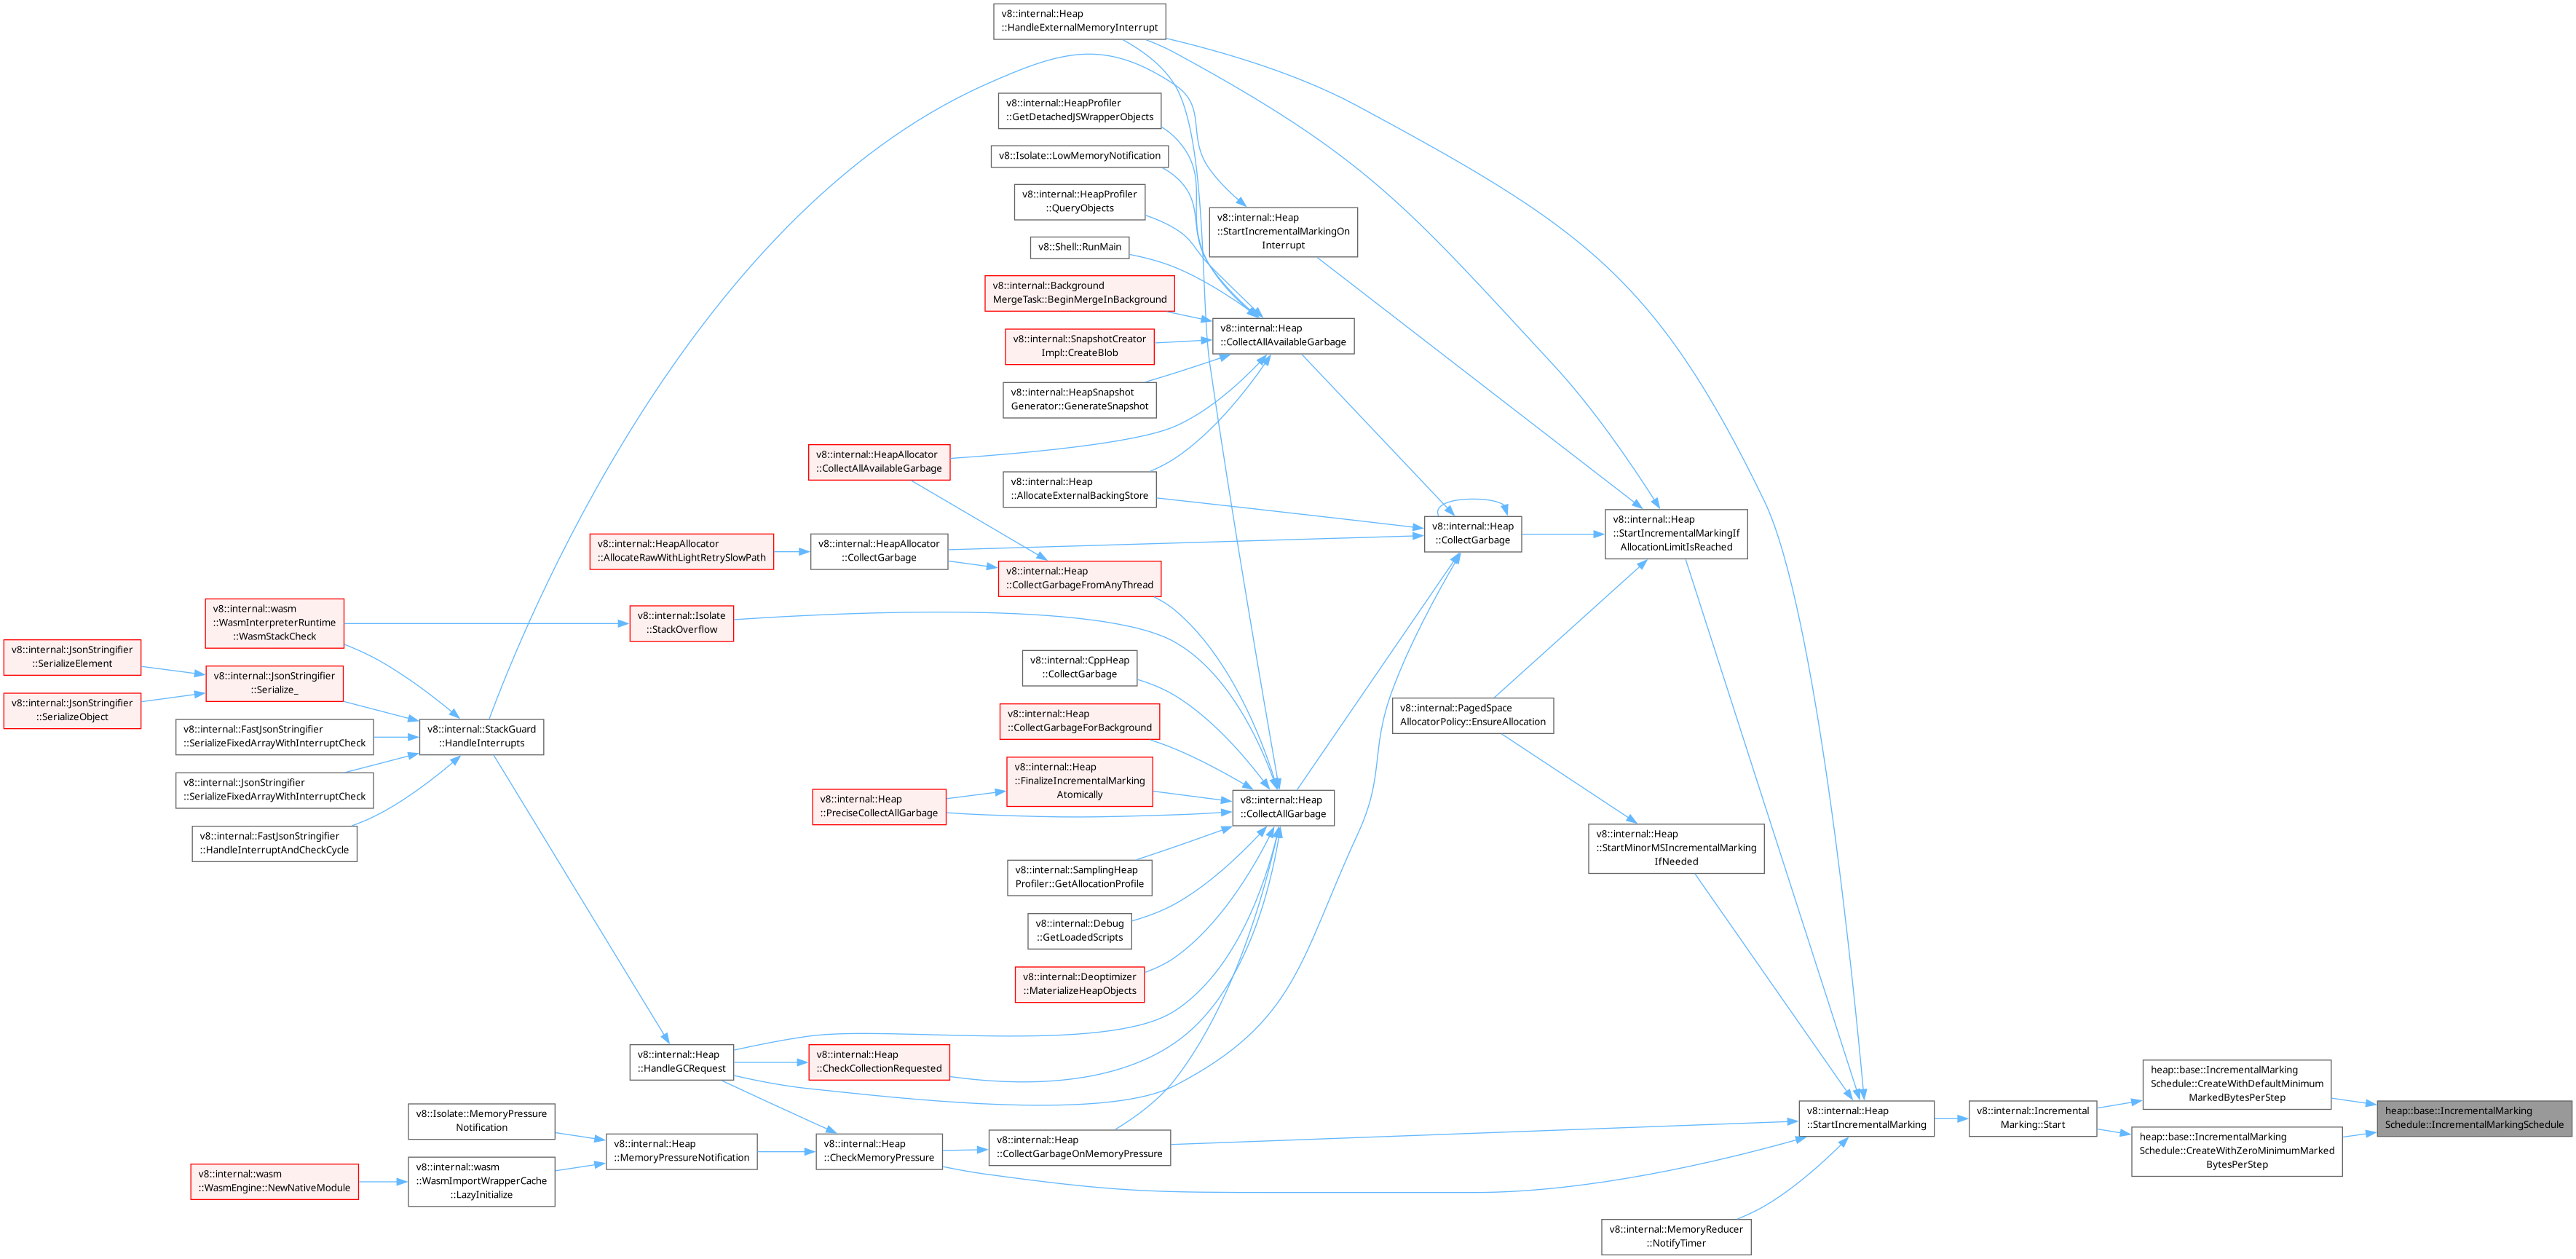 v8::internal::Heap
::HandleExternalMemoryInterrupt
v8::internal::HeapProfiler
::GetDetachedJSWrapperObjects
v8::Isolate::LowMemoryNotification
v8::internal::HeapProfiler
::QueryObjects
v8::internal::Heap
::StartIncrementalMarkingOn
Interrupt
v8::Shell::RunMain
v8::internal::Background
MergeTask::BeginMergeInBackground
v8::internal::Heap
::CollectAllAvailableGarbage
v8::internal::SnapshotCreator
Impl::CreateBlob
v8::internal::HeapSnapshot
Generator::GenerateSnapshot
v8::internal::HeapAllocator
::CollectAllAvailableGarbage
v8::internal::Heap
::AllocateExternalBackingStore
v8::internal::Heap
::CollectGarbage
v8::internal::Heap
::StartIncrementalMarkingIf
AllocationLimitIsReached
v8::internal::HeapAllocator
::AllocateRawWithLightRetrySlowPath
v8::internal::HeapAllocator
::CollectGarbage
v8::internal::Heap
::CollectGarbageFromAnyThread
v8::internal::wasm
::WasmInterpreterRuntime
::WasmStackCheck
v8::internal::Isolate
::StackOverflow
v8::internal::JsonStringifier
::SerializeElement
v8::internal::JsonStringifier
::Serialize_
v8::internal::CppHeap
::CollectGarbage
v8::internal::JsonStringifier
::SerializeObject
v8::internal::FastJsonStringifier
::SerializeFixedArrayWithInterruptCheck
v8::internal::StackGuard
::HandleInterrupts
v8::internal::Heap
::CollectGarbageForBackground
v8::internal::PagedSpace
AllocatorPolicy::EnsureAllocation
v8::internal::JsonStringifier
::SerializeFixedArrayWithInterruptCheck
v8::internal::Heap
::FinalizeIncrementalMarking
Atomically
v8::internal::Heap
::PreciseCollectAllGarbage
v8::internal::Heap
::CollectAllGarbage
v8::internal::FastJsonStringifier
::HandleInterruptAndCheckCycle
v8::internal::Heap
::StartMinorMSIncrementalMarking
IfNeeded
v8::internal::SamplingHeap
Profiler::GetAllocationProfile
v8::internal::Debug
::GetLoadedScripts
v8::internal::Deoptimizer
::MaterializeHeapObjects
v8::internal::Heap
::HandleGCRequest
v8::internal::Heap
::CheckCollectionRequested
heap::base::IncrementalMarking
Schedule::CreateWithDefaultMinimum
MarkedBytesPerStep
v8::Isolate::MemoryPressure
Notification
v8::internal::Heap
::StartIncrementalMarking
v8::internal::Incremental
Marking::Start
heap::base::IncrementalMarking
Schedule::IncrementalMarkingSchedule
v8::internal::Heap
::MemoryPressureNotification
v8::internal::Heap
::CheckMemoryPressure
v8::internal::Heap
::CollectGarbageOnMemoryPressure
heap::base::IncrementalMarking
Schedule::CreateWithZeroMinimumMarked
BytesPerStep
v8::internal::wasm
::WasmEngine::NewNativeModule
v8::internal::wasm
::WasmImportWrapperCache
::LazyInitialize
v8::internal::MemoryReducer
::NotifyTimer